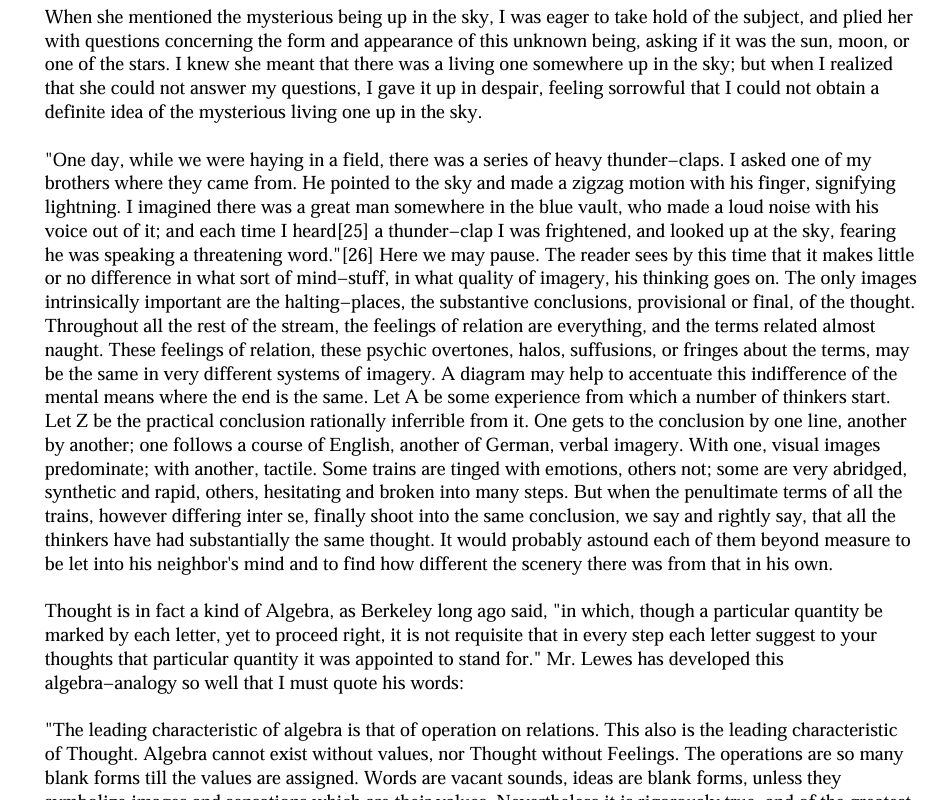 When she mentioned the mysterious being up in the sky, I was eager to take hold of the subject, and plied her
with questions concerning the form and appearance of this unknown being, asking if it was the sun, moon, or
one of the stars. I knew she meant that there was a living one somewhere up in the sky; but when I realized
that she could not answer my questions, I gave it up in despair, feeling sorrowful that I could not obtain a
definite idea of the mysterious living one up in the sky.
"One day, while we were haying in a field, there was a series of heavy thunder−claps. I asked one of my
brothers where they came from. He pointed to the sky and made a zigzag motion with his finger, signifying
lightning. I imagined there was a great man somewhere in the blue vault, who made a loud noise with his
voice out of it; and each time I heard[25] a thunder−clap I was frightened, and looked up at the sky, fearing
he was speaking a threatening word."[26] Here we may pause. The reader sees by this time that it makes little
or no difference in what sort of mind−stuff, in what quality of imagery, his thinking goes on. The only images
intrinsically important are the halting−places, the substantive conclusions, provisional or final, of the thought.
Throughout all the rest of the stream, the feelings of relation are everything, and the terms related almost
naught. These feelings of relation, these psychic overtones, halos, suffusions, or fringes about the terms, may
be the same in very different systems of imagery. A diagram may help to accentuate this indifference of the
mental means where the end is the same. Let A be some experience from which a number of thinkers start.
Let Z be the practical conclusion rationally inferrible from it. One gets to the conclusion by one line, another
by another; one follows a course of English, another of German, verbal imagery. With one, visual images
predominate; with another, tactile. Some trains are tinged with emotions, others not; some are very abridged,
synthetic and rapid, others, hesitating and broken into many steps. But when the penultimate terms of all the
trains, however differing inter se, finally shoot into the same conclusion, we say and rightly say, that all the
thinkers have had substantially the same thought. It would probably astound each of them beyond measure to
be let into his neighbor's mind and to find how different the scenery there was from that in his own.
Thought is in fact a kind of Algebra, as Berkeley long ago said, "in which, though a particular quantity be
marked by each letter, yet to proceed right, it is not requisite that in every step each letter suggest to your
thoughts that particular quantity it was appointed to stand for." Mr. Lewes has developed this
algebra−analogy so well that I must quote his words:
"The leading characteristic of algebra is that of operation on relations. This also is the leading characteristic
of Thought. Algebra cannot exist without values, nor Thought without Feelings. The operations are so many
blank forms till the values are assigned. Words are vacant sounds, ideas are blank forms, unless they
symbolize images and sensations which are their values. Nevertheless it is rigorously true, and of the greatest